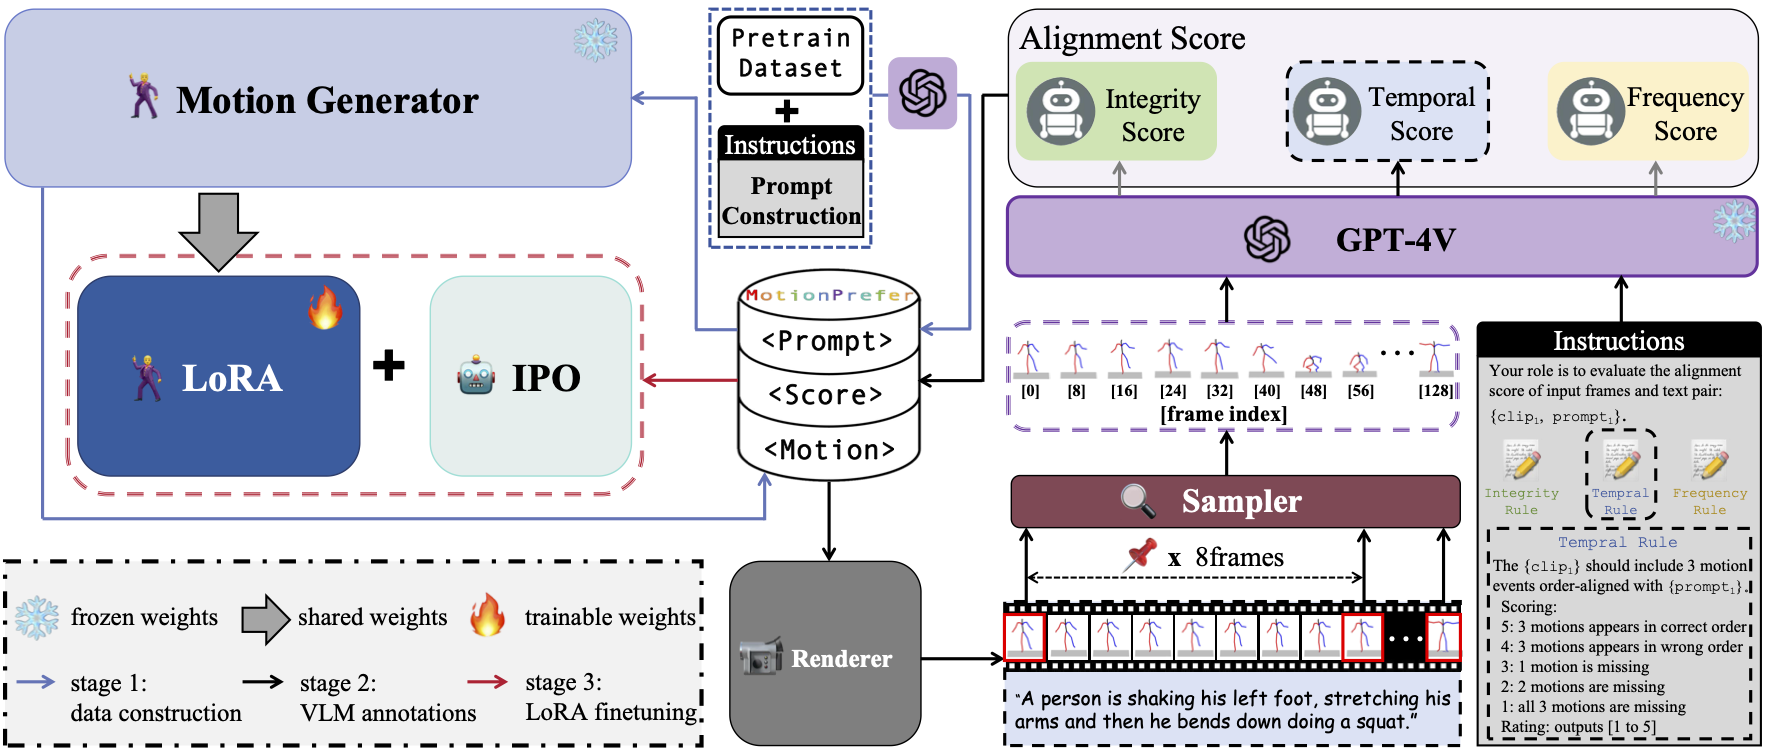 Motion Generator
Pretrain
Dataset
+
Instructions
Prompt
Construction
Alignment Score
Integrity
Score
Temporal
Score
Frequency
Score
GPT-4V
LoRA
+
IPO
MotionPrefer
<Prompt>
<Score>
<Motion>
[0] [8] [16] [24] [32] [40] [48] [56] ... [128]
[frame index]
Sampler
x 8frames
...
Renderer
“A person is shaking his left foot, stretching his
arms and then he bends down doing a squat.”
Instructions
Your role is to evaluate the alignment
score of input frames and text pair:
{clip₁, prompt₁}.
Integrity
Rule
Tempral
Rule
Frequency
Rule
Tempral Rule
The {clip₁} should include 3 motion
events order-aligned with {prompt₁}.
Scoring:
5: 3 motions appears in correct order
4: 3 motions appears in wrong order
3: 1 motion is missing
2: 2 motions are missing
1: all 3 motions are missing
Rating: outputs [1 to 5]
frozen weights
shared weights
trainable weights
stage 1:
data construction
stage 2:
VLM annotations
stage 3:
LoRA finetuning